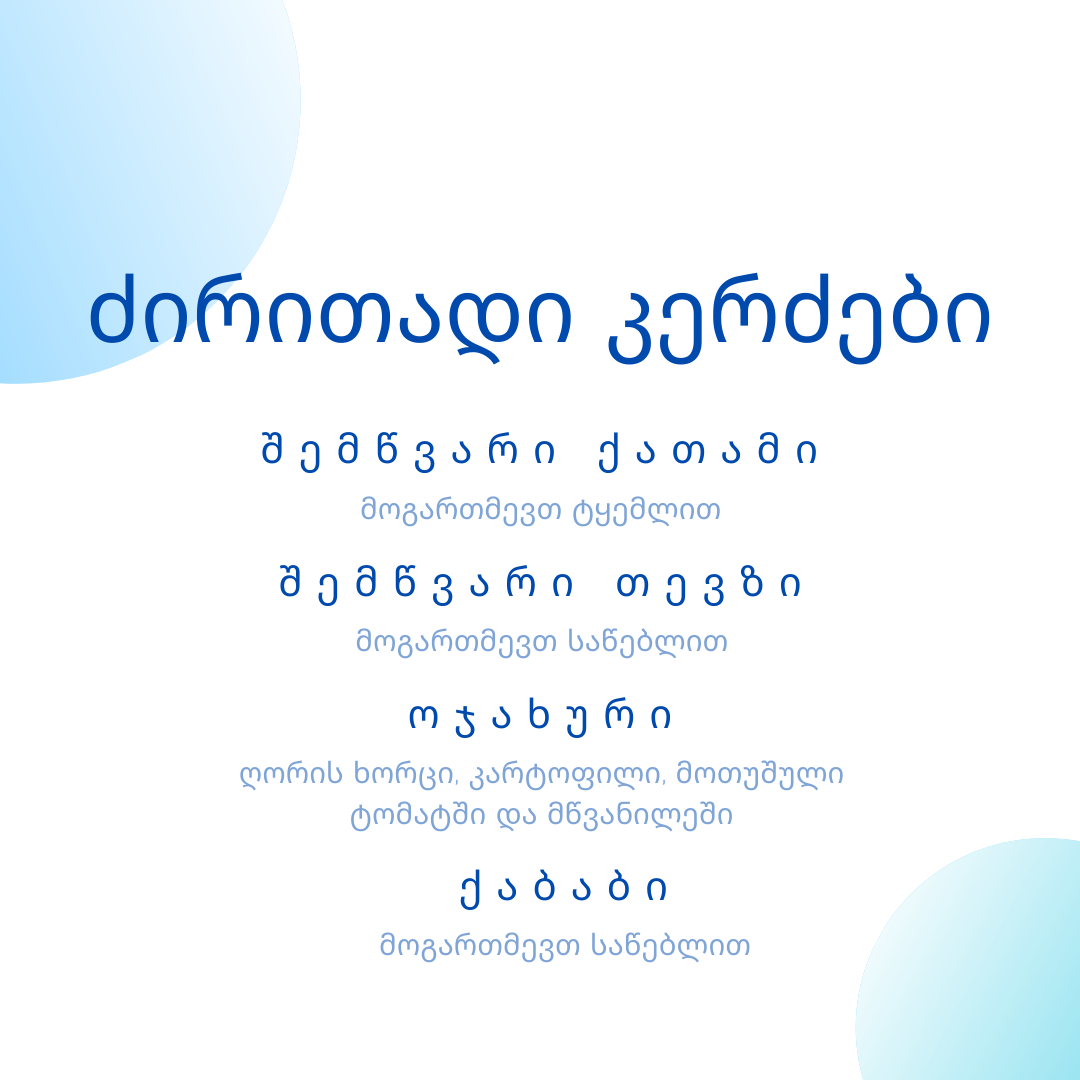 ძირითადი კერძები
შემწვარი ქათამი
მოგართმევთ ტყემლით
შემწვარი თევზი
მოგართმევთ საწებლით
ოჯახური
ღორის ხორცი, კარტოფილი, მოთუშული
ტომატში და მწვანილეში
ქაბაბი
მოგართმევთ საწებლით